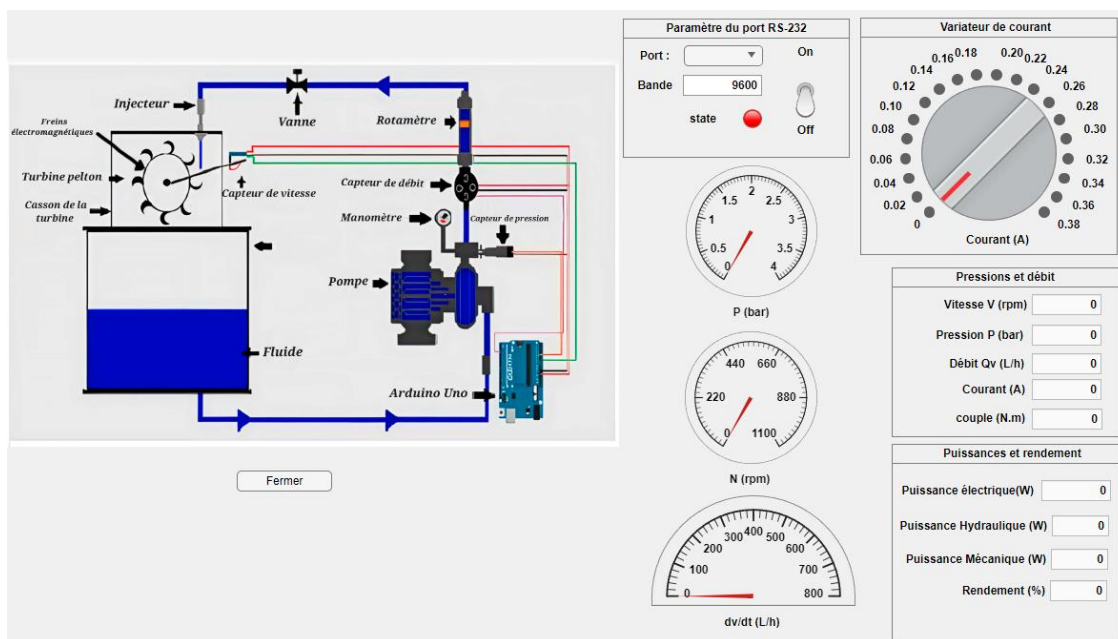 Injecteur
Vanne
Rotamètre
Freins
électromagnétiques
Turbine pelton
Capteur de vitesse
Capteur de débit
Casson de la
turbine
Manomètre
Capteur de pression
Pompe
Fluide
Arduino Uno
Fermer
Paramètre du port RS-232
Port :
On
Bande
9600
state
Off
0
0.5
1
1.5
2
2.5
3
3.5
4
P (bar)
0
220
440
660
880
1100
N (rpm)
0
100
200
300
400
500
600
700
800
dv/dt (L/h)
Variateur de courant
0
0.02
0.04
0.06
0.08
0.10
0.12
0.14
0.16
0.18
0.20
0.22
0.24
0.26
0.28
0.30
0.32
0.34
0.36
0.38
Courant (A)
Pressions et débit
Vitesse V (rpm) 0
Pression P (bar) 0
Débit Qv (L/h) 0
Courant (A) 0
couple (N.m) 0
Puissances et rendement
Puissance électrique(W) 0
Puissance Hydraulique (W) 0
Puissance Mécanique (W) 0
Rendement (%) 0